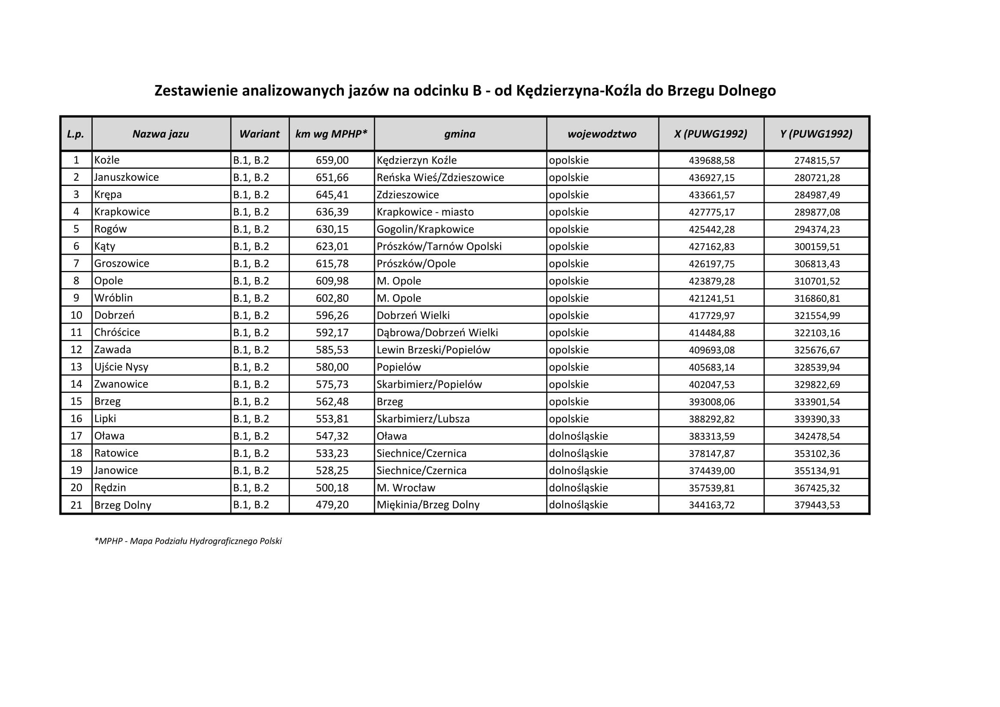 Zestawienie analizowanych jazów na odcinku B - od Kędzierzyna-Koźla do Brzegu Dolnego
L.p. Nazwa jazu Wariant km wg MPHP* gmina wojewodztwo X (PUWG1992) Y (PUWG1992)
1 Kożle B.1, B.2 659,00 Kędzierzyn Koźle opolskie 439688,58 274815,57
2 Januszkowice B.1, B.2 651,66 Reńska Wieś/Zdzieszowice opolskie 436927,15 280721,28
3 Krępa B.1, B.2 645,41 Zdzieszowice opolskie 433661,57 284987,49
4 Krapkowice B.1, B.2 636,39 Krapkowice - miasto opolskie 427775,17 289877,08
5 Rogów B.1, B.2 630,15 Gogolin/Krapkowice opolskie 425442,28 294374,23
6 Kąty B.1, B.2 623,01 Prószków/Tarnów Opolski opolskie 427162,83 300159,51
7 Groszowice B.1, B.2 615,78 Prószków/Opole opolskie 426197,75 306813,43
8 Opole B.1, B.2 609,98 M. Opole opolskie 423879,28 310701,52
9 Wróblin B.1, B.2 602,80 M. Opole opolskie 421241,51 316860,81
10 Dobrzeń B.1, B.2 596,26 Dobrzeń Wielki opolskie 417729,97 321554,99
11 Chróścice B.1, B.2 592,17 Dąbrowa/Dobrzeń Wielki opolskie 414484,88 322103,16
12 Zawada B.1, B.2 585,53 Lewin Brzeski/Popielów opolskie 409693,08 325676,67
13 Ujście Nysy B.1, B.2 580,00 Popielów opolskie 405683,14 328539,94
14 Zwanowice B.1, B.2 575,73 Skarbimierz/Popielów opolskie 402047,53 329822,69
15 Brzeg B.1, B.2 562,48 Brzeg opolskie 393008,06 333901,54
16 Lipki B.1, B.2 553,81 Skarbimierz/Lubsza opolskie 388292,82 339390,33
17 Oława B.1, B.2 547,32 Oława dolnośląskie 383313,59 342478,54
18 Ratowice B.1, B.2 533,23 Siechnice/Czernica dolnośląskie 378147,87 353102,36
19 Janowice B.1, B.2 528,25 Siechnice/Czernica dolnośląskie 374439,00 355134,91
20 Rędzin B.1, B.2 500,18 M. Wrocław dolnośląskie 357539,81 367425,32
21 Brzeg Dolny B.1, B.2 479,20 Miękinia/Brzeg Dolny dolnośląskie 344163,72 379443,53
*MPHP - Mapa Podziału Hydrograficznego Polski